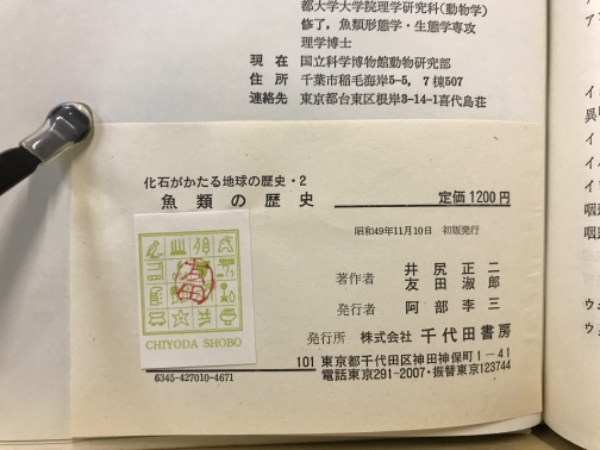 都大学大学院理学研究科(動物学)
修了,魚類形態学・生態学専攻
理学博士
現在 国立科学博物館動物研究部
住所 千葉市稲毛海岸5-5, 7棟507
連絡先 東京都台東区根岸3-14-1喜代島荘
化石がかたる地球の歴史・2
魚類の歴史 定価1200円
昭和49年11月10日 初版発行
著作者 井尻正二
友田淑郎
発行者 阿部李三
発行所 株式会社 千代田書房
101 東京都千代田区神田神保町1-41
電話東京291-2007・振替東京123744
CHIYODA SHOBO
6345-427010-4671